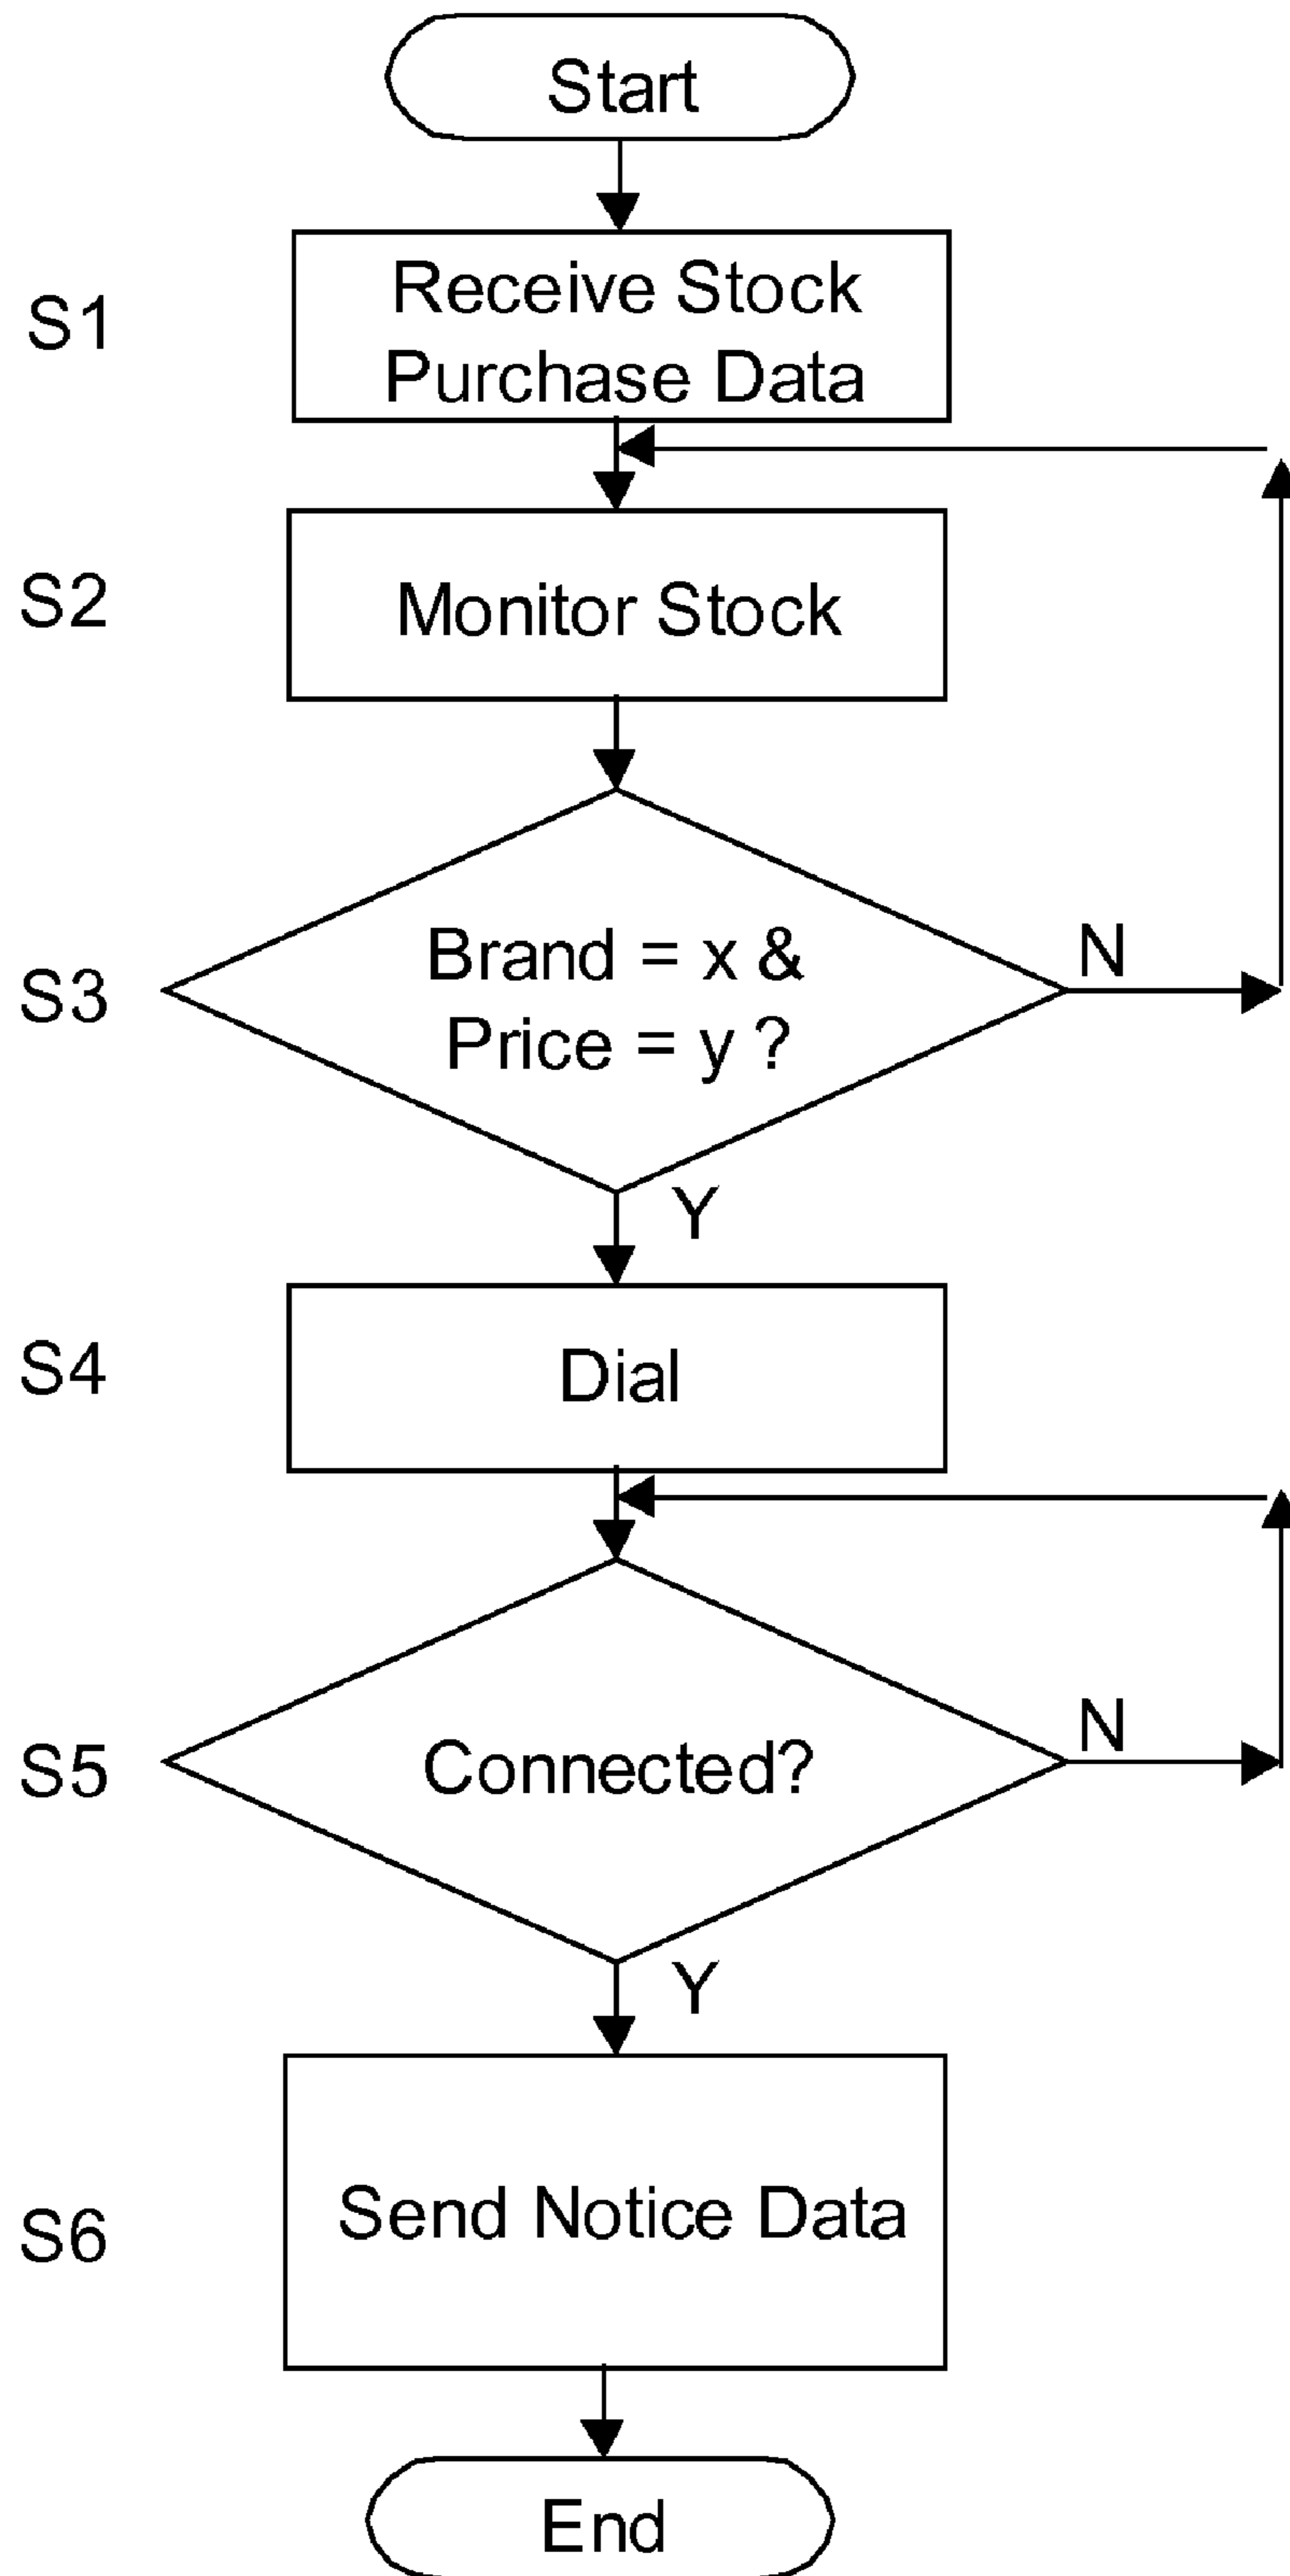 Start
S1
Receive Stock
Purchase Data
S2
Monitor Stock
S3
Brand = x &
Price = y ?
N
Y
S4
Dial
S5
Connected?
N
Y
S6
Send Notice Data
End